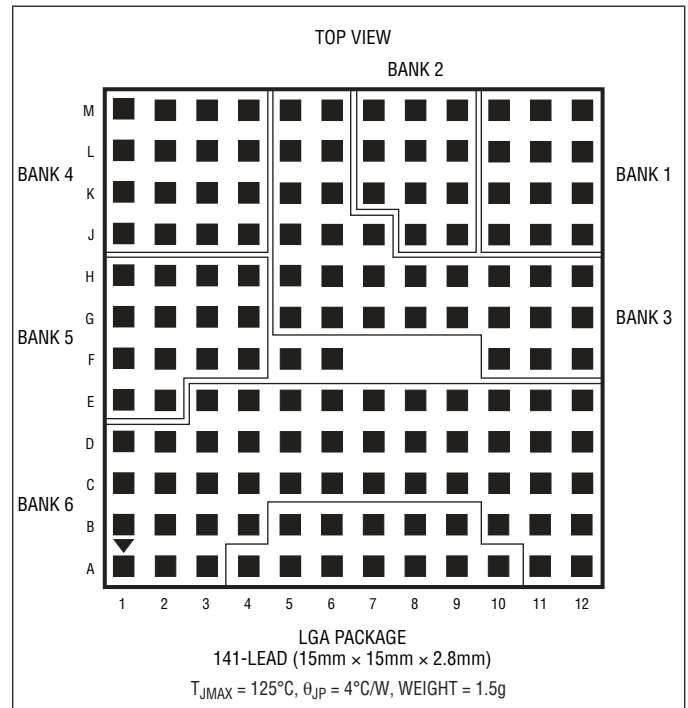 TOP VIEW
BANK 2
M
L
BANK 4
BANK 1
K
J
H
G
BANK 3
BANK 5
F
E
D
C
BANK 6
B
A
1 2 3 4 5 6 7 8 9 10 11 12
LGA PACKAGE
141-LEAD (15mm × 15mm × 2.8mm)
TJMAX = 125°C, θJP = 4°C/W, WEIGHT = 1.5g